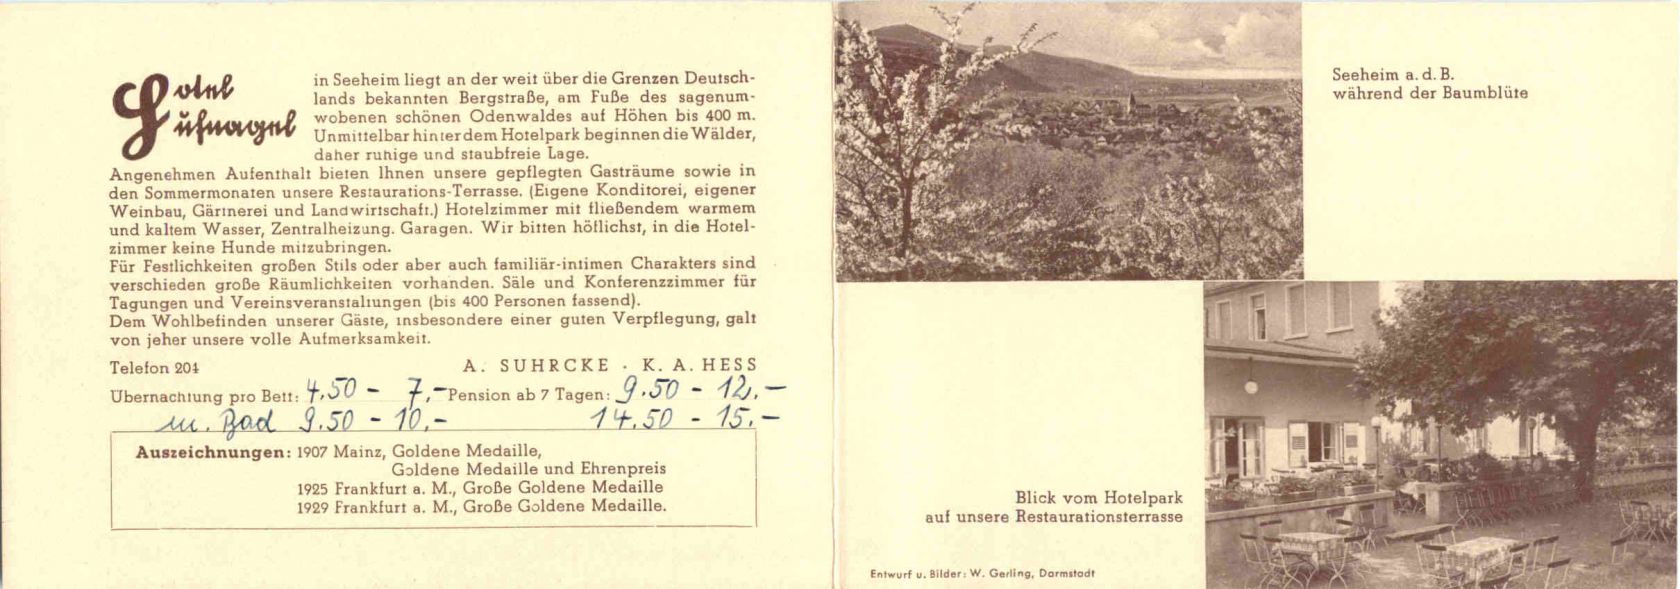 Hotel
Hufnagel
in Seeheim liegt an der weit über die Grenzen Deutsch-
lands bekannten Bergstraße, am Fuße des sagenum-
wobenen schönen Odenwaldes auf Höhen bis 400 m.
Unmittelbar hinter dem Hotelpark beginnen die Wälder,
daher ruhige und staubfreie Lage.
Angenehmen Aufenthalt bieten Ihnen unsere gepflegten Gasträume sowie in
den Sommermonaten unsere Restaurations-Terrasse. (Eigene Konditorei, eigener
Weinbau, Gärtnerei und Landwirtschaft.) Hotelzimmer mit fließendem warmem
und kaltem Wasser, Zentralheizung. Garagen. Wir bitten höflichst, in die Hotel-
zimmer keine Hunde mitzubringen.
Für Festlichkeiten großen Stils oder aber auch familiär-intimen Charakters sind
verschieden große Räumlichkeiten vorhanden. Säle und Konferenzzimmer für
Tagungen und Vereinsveranstaltungen (bis 400 Personen fassend).
Dem Wohlbefinden unserer Gäste, insbesondere einer guten Verpflegung, galt
von jeher unsere volle Aufmerksamkeit.
Telefon 204 A. SUHRCKE · K. A. HESS
Übernachtung pro Bett: 4.50 - 7,- Pension ab 7 Tagen: 9.50 - 12,-
m. Bad 9.50 - 10,- 14.50 - 15,-
Auszeichnungen: 1907 Mainz, Goldene Medaille,
Goldene Medaille und Ehrenpreis
1925 Frankfurt a. M., Große Goldene Medaille
1929 Frankfurt a. M., Große Goldene Medaille.
Seeheim a. d. B.
während der Baumblüte
Blick vom Hotelpark
auf unsere Restaurationsterrasse
Entwurf u. Bilder: W. Gerling, Darmstadt